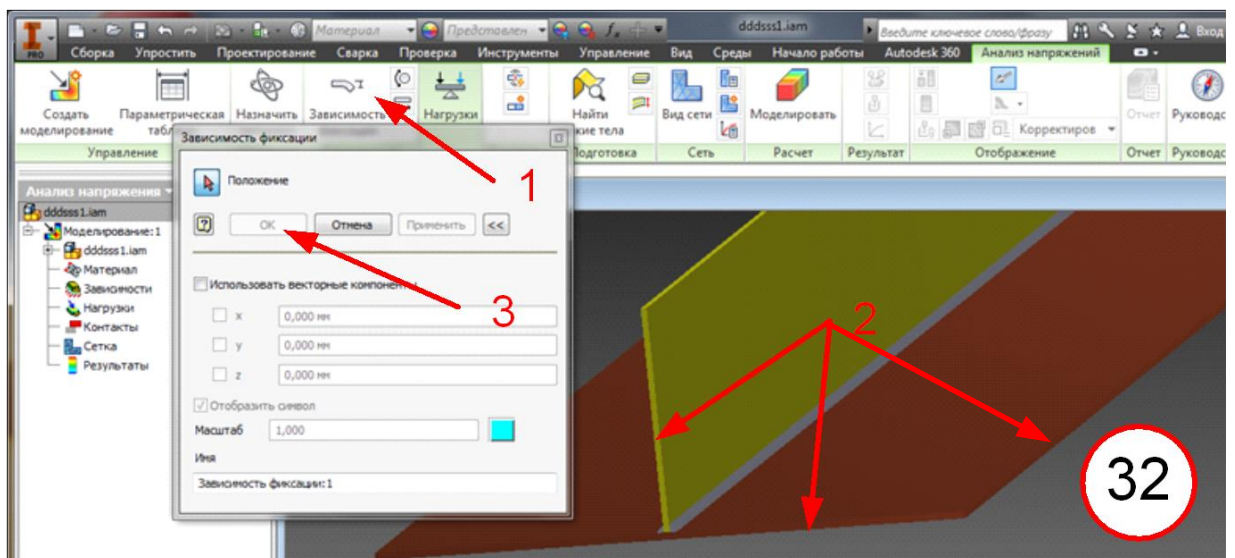 PRO
Материал
Представлен
dddsss1.iam
Введите ключевое слово/фразу
Вход
Сборка Упростить Проектирование Сварка Проверка Инструменты Управление Вид Среды Начало работы Autodesk 360 Анализ напряжений
Создать моделирование
Параметрическая
Назначить
Зависимость
Нагрузки
Найти
кие тела
Вид сети
Моделировать
Корректиров
Отчет
Руководс
Управление
Подготовка
Сеть
Расчет
Результат
Отображение
Отчет
Руководс
Анализ напряжения
dddsss1.iam
Моделирование:1
dddsss1.iam
Материал
Зависимости
Нагрузки
Контакты
Сетка
Результаты
Зависимость фиксации
Положение
OK
Отмена
Применить
<<
Использовать векторные компоненты
x 0,000 мм
y 0,000 мм
z 0,000 мм
Отобразить символ
Масштаб 1,000
Имя
Зависимость фиксации:1
1
2
3
32